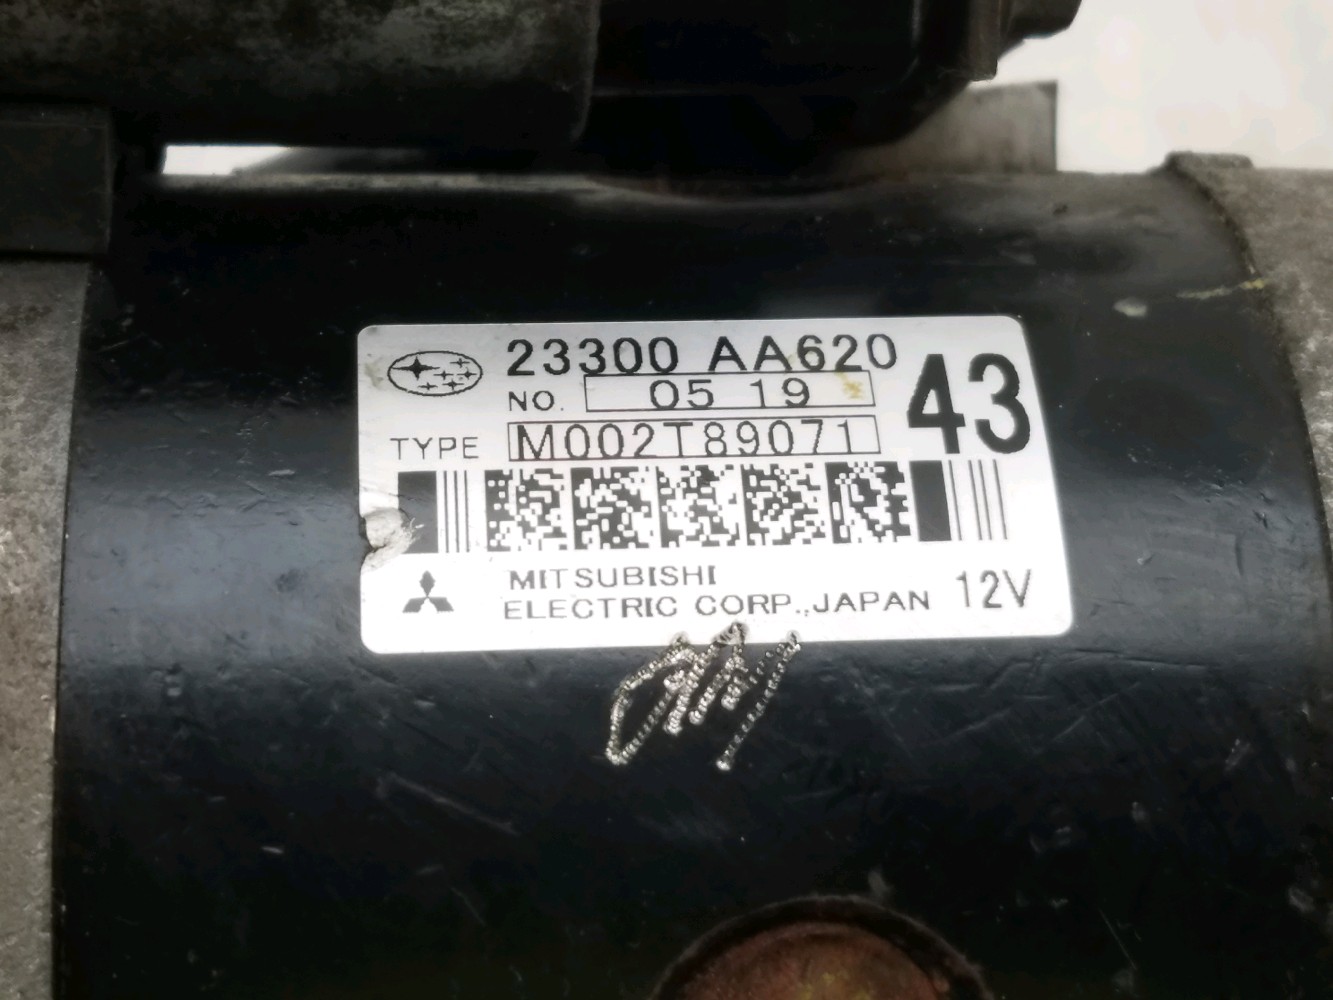 23300 AA620
NO. 05 19
43
TYPE M002T89071
MITSUBISHI
ELECTRIC CORP., JAPAN
12V